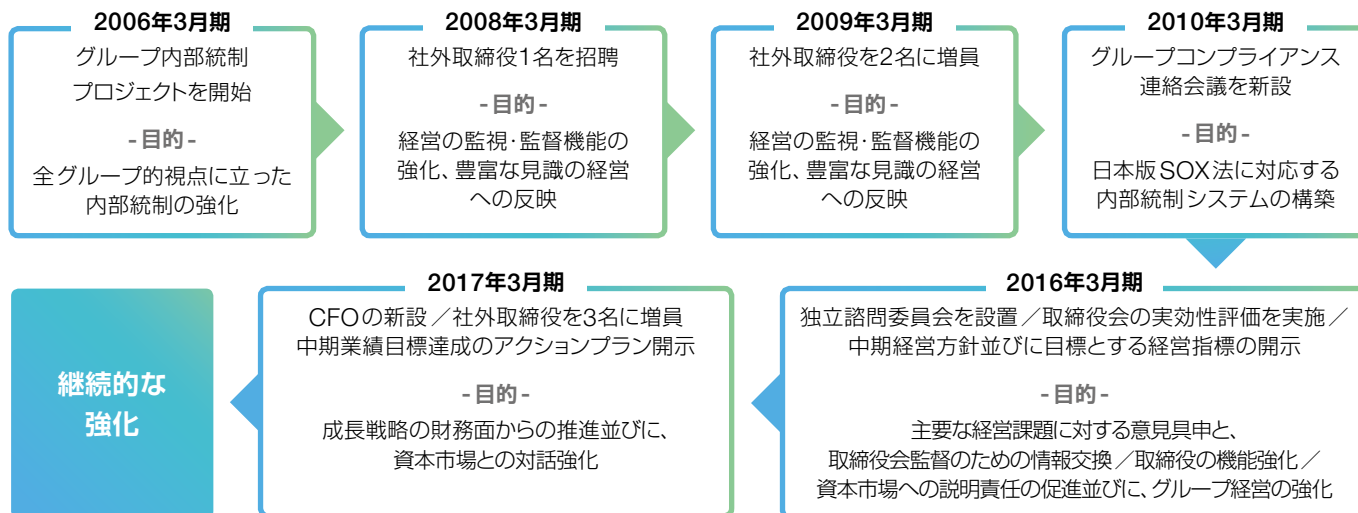 2006年3月期
グループ内部統制
プロジェクトを開始
-目的-
全グループ的視点に立った
内部統制の強化
2008年3月期
社外取締役1名を招聘
-目的-
経営の監視・監督機能の
強化、豊富な見識の経営
への反映
2009年3月期
社外取締役を2名に増員
-目的-
経営の監視・監督機能の
強化、豊富な見識の経営
への反映
2010年3月期
グループコンプライアンス
連絡会議を新設
-目的-
日本版SOX法に対応する
内部統制システムの構築
2016年3月期
独立諮問委員会を設置／取締役会の実効性評価を実施／
中期経営方針並びに目標とする経営指標の開示
-目的-
主要な経営課題に対する意見具申と、
取締役会監督のための情報交換／取締役の機能強化／
資本市場への説明責任の促進並びに、グループ経営の強化
2017年3月期
CFOの新設／社外取締役を3名に増員
中期業績目標達成のアクションプラン開示
-目的-
成長戦略の財務面からの推進並びに、
資本市場との対話強化
継続的な
強化